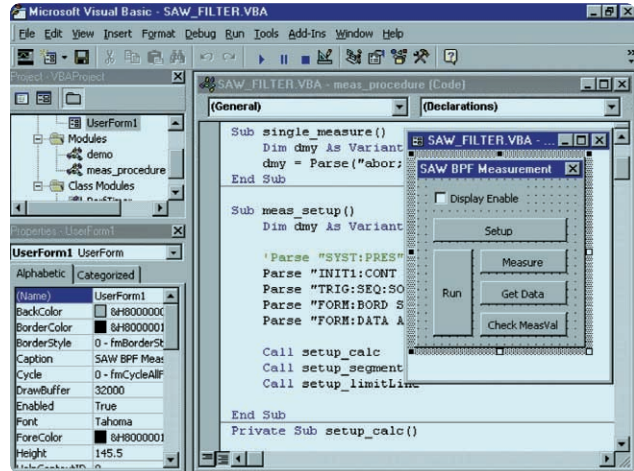 Microsoft Visual Basic - SAW_FILTER.VBA
File Edit View Insert Format Debug Run Tools Add-Ins Window Help
Project - VBAProject
UserForm1
Modules
demo
meas_procedure
Class Modules
Properties - UserForm1
UserForm1 UserForm
Alphabetic Categorized
(Name) UserForm1
BackColor &H8000000
BorderColor &H8000001
BorderStyle 0 - fmBorderSt
Caption SAW BPF Meas
Cycle 0 - fmCycleAllF
DrawBuffer 32000
Enabled True
Font Tahoma
ForeColor &H8000001
Height 145.5
SAW_FILTER.VBA - meas_procedure (Code)
(General) (Declarations)
Sub single_measure()
Dim dmy As Variant
dmy = Parse("abor;
End Sub
Sub meas_setup()
Dim dmy As Variant
'Parse "SYST:PRES"
Parse "INIT1:CONT
Parse "TRIG:SEQ:SO
Parse "FORM:BORD S
Parse "FORM:DATA A
Call setup_calc
Call setup_segment
Call setup_limitLine
End Sub
Private Sub setup_calc()
SAW_FILTER.VBA - ...
SAW BPF Measurement
Display Enable
Setup
Run
Measure
Get Data
Check MeasVal